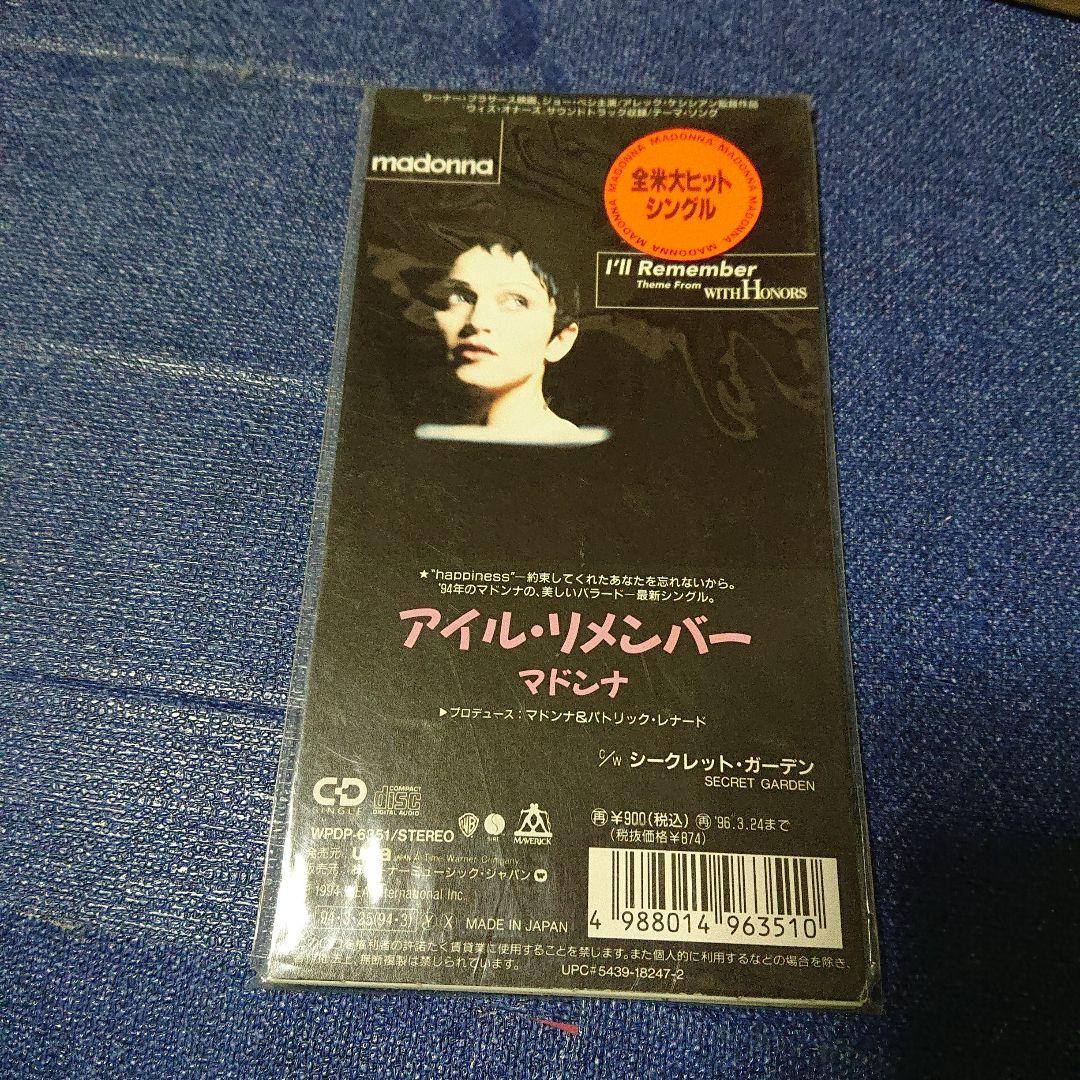 ワーナー・ブラザース映画、ジョー・ペシ主演/アレック・ケシシアン監督作品
ウィズ・オナーズ、サウンドトラック収録/テーマ・ソング
madonna
MADONNA MADONNA MADONNA MADONNA MADONNA MADONNA
全米大ヒット
シングル
I'll Remember
Theme From WITH HONORS
★"happiness"―約束してくれたあなたを忘れないから。
'94年のマドンナの、美しいバラード―最新シングル。
アイル・リメンバー
マドンナ
▶プロデュース:マドンナ&パトリック・レナード
C/W シークレット・ガーデン
SECRET GARDEN
CD SINGLE
COMPACT disc DIGITAL AUDIO
WPDP-6351/STEREO
WB
SIRE
MAVERICK
再¥900(税込)再'96.3.24まで
(税抜価格¥874)
発売元: JAPAN A Time Warner Company
ーナーミュージック・ジャパン
1994 WEA International Inc.
94・3・25(94-3) Y X MADE IN JAPAN
4 988014 963510
権利者の許諾なく賃貸業に使用することを禁じます。また個人的に利用するなどの場合を除き、
上、無断複製は禁じられています。
UPC#5439-18247-2